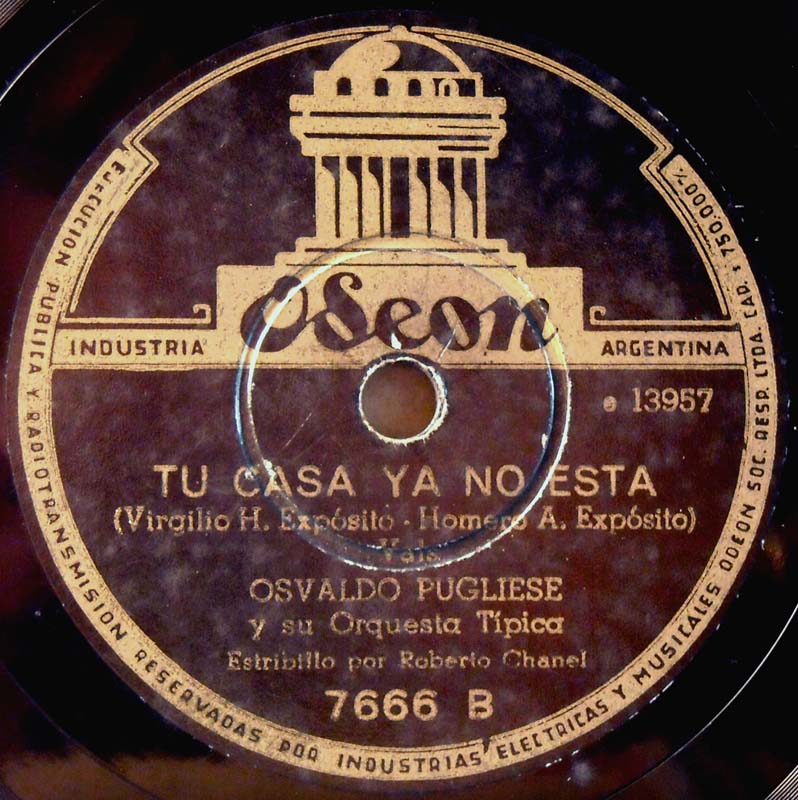 Odeon
INDUSTRIA
ARGENTINA
e 13957
TU CASA YA NO ESTA
(Virgilio H. Expósito - Homero A. Expósito)
Vals
OSVALDO PUGLIESE
y su Orquesta Típica
Estribillo por Roberto Chanel
7666 B
EJECUCION PUBLICA Y RADIOTRANSMISION RESERVADAS POR INDUSTRIAS ELECTRICAS Y MUSICALES ODEON SOC. RESP. LTDA. CAP. $ 750.000 %